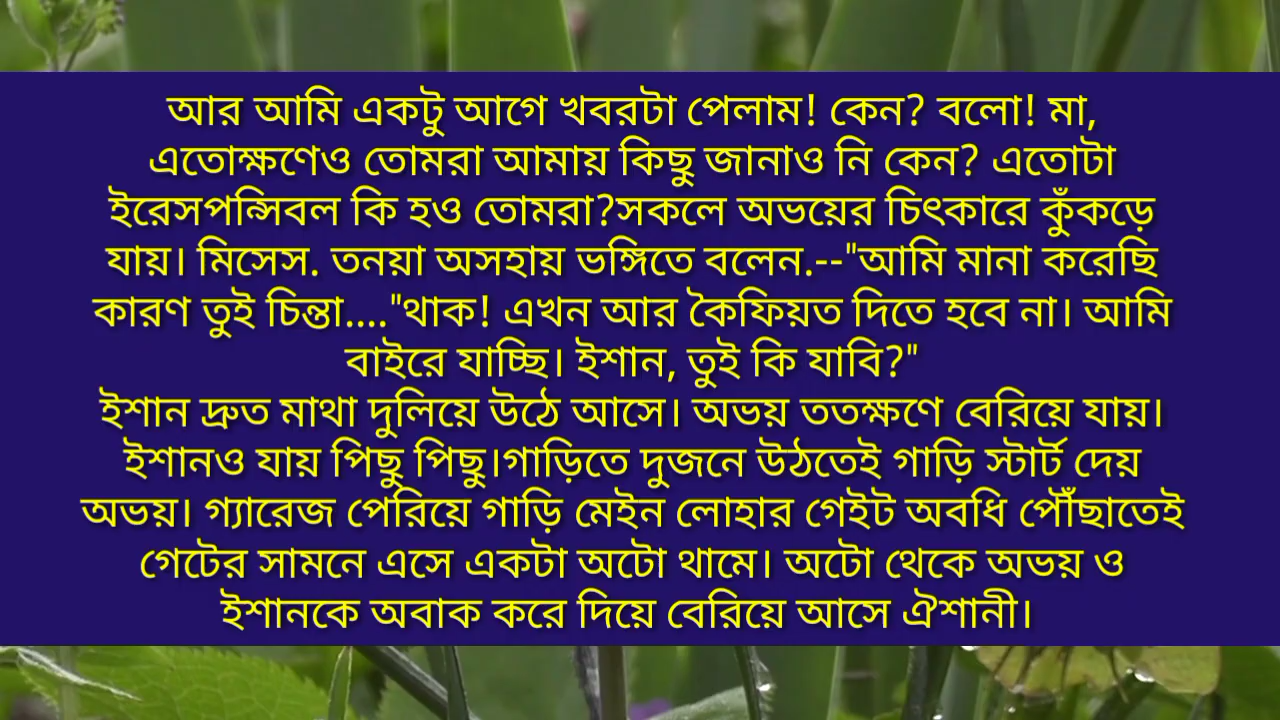 আর আমি একটু আগে খবরটা পেলাম! কেন? বলো! মা,
এতোক্ষণেও তোমরা আমায় কিছু জানাও নি কেন? এতোটা
ইরেসপন্সিবল কি হও তোমরা?সকলে অভয়ের চিৎকারে কুঁকড়ে
যায়। মিসেস. তনয়া অসহায় ভঙ্গিতে বলেন.--"আমি মানা করেছি
কারণ তুই চিন্তা...."থাক! এখন আর কৈফিয়ত দিতে হবে না। আমি
বাইরে যাচ্ছি। ইশান, তুই কি যাবি?"
ইশান দ্রুত মাথা দুলিয়ে উঠে আসে। অভয় ততক্ষণে বেরিয়ে যায়।
ইশানও যায় পিছু পিছু।গাড়িতে দুজনে উঠতেই গাড়ি স্টার্ট দেয়
অভয়। গ্যারেজ পেরিয়ে গাড়ি মেইন লোহার গেইট অবধি পৌঁছাতেই
গেটের সামনে এসে একটা অটো থামে। অটো থেকে অভয় ও
ইশানকে অবাক করে দিয়ে বেরিয়ে আসে ঐশানী।